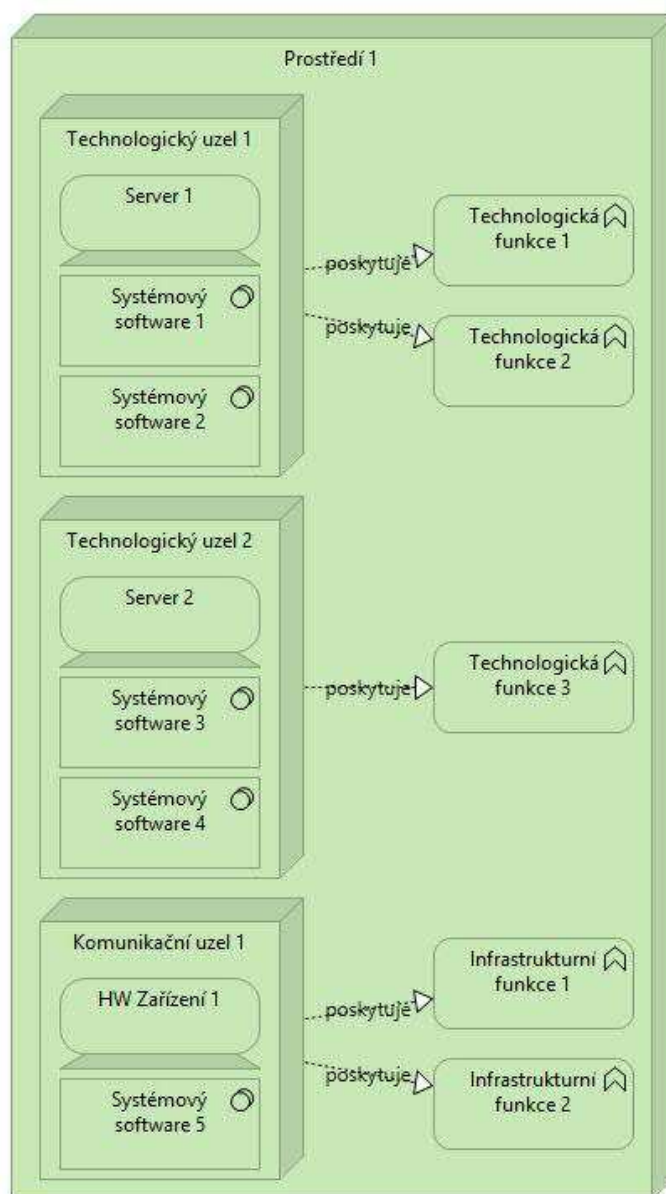 Prostředí 1
Technologický uzel 1
Server 1
Systémový
software 1
Systémový
software 2
poskytuje
poskytuje
Technologická
funkce 1
Technologická
funkce 2
Technologický uzel 2
Server 2
Systémový
software 3
Systémový
software 4
poskytuje
Technologická
funkce 3
Komunikační uzel 1
HW Zařízení 1
Systémový
software 5
poskytuje
poskytuje
Infrastrukturní
funkce 1
Infrastrukturní
funkce 2